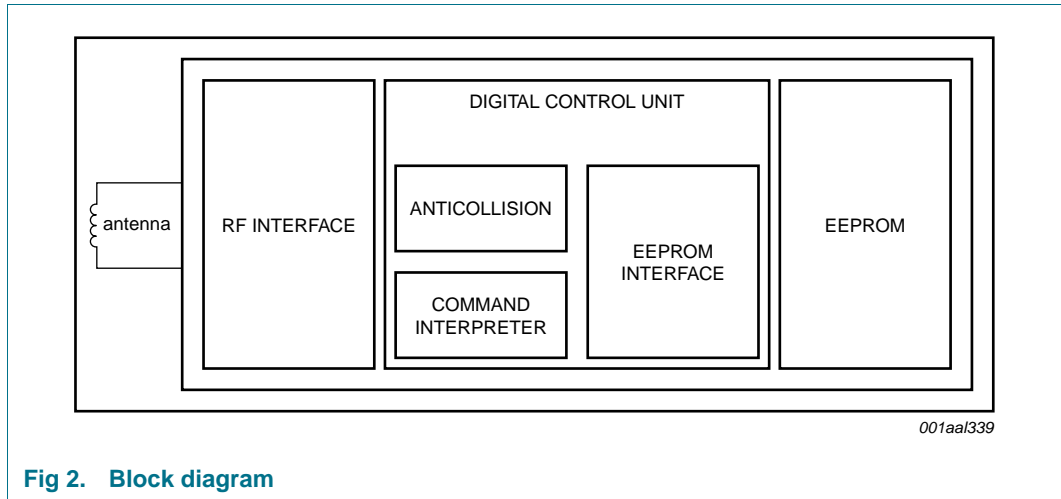 DIGITAL CONTROL UNIT
antenna
RF INTERFACE
ANTICOLLISION
COMMAND
INTERPRETER
EEPROM
INTERFACE
EEPROM
001aal339
Fig 2. Block diagram